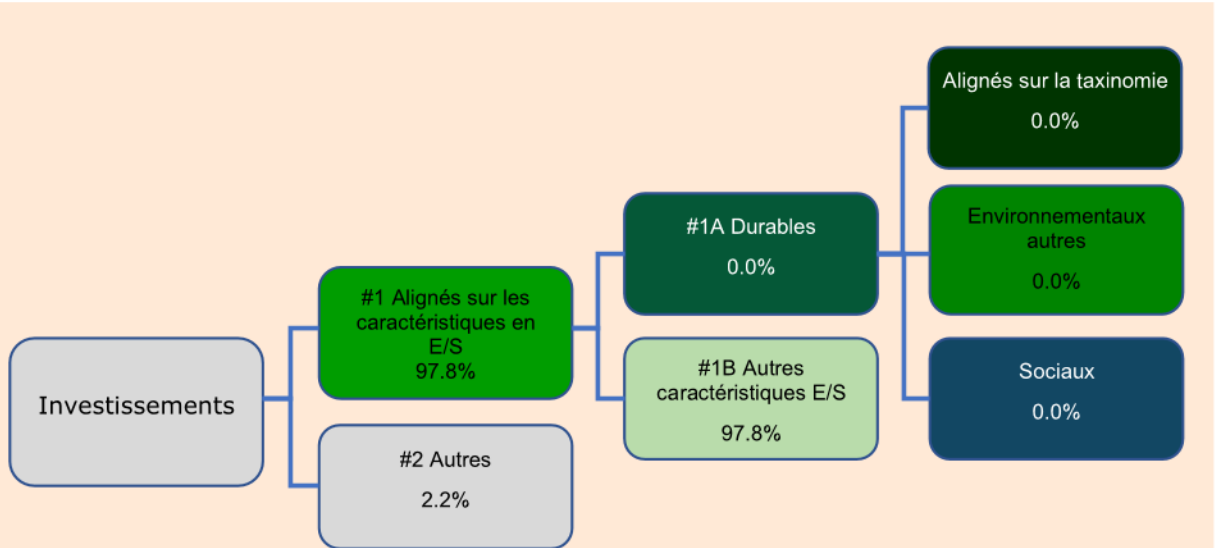 Investissements
#1 Alignés sur les
caractéristiques en
E/S
97.8%
#2 Autres
2.2%
#1A Durables
0.0%
#1B Autres
caractéristiques E/S
97.8%
Alignés sur la taxinomie
0.0%
Environnementaux
autres
0.0%
Sociaux
0.0%